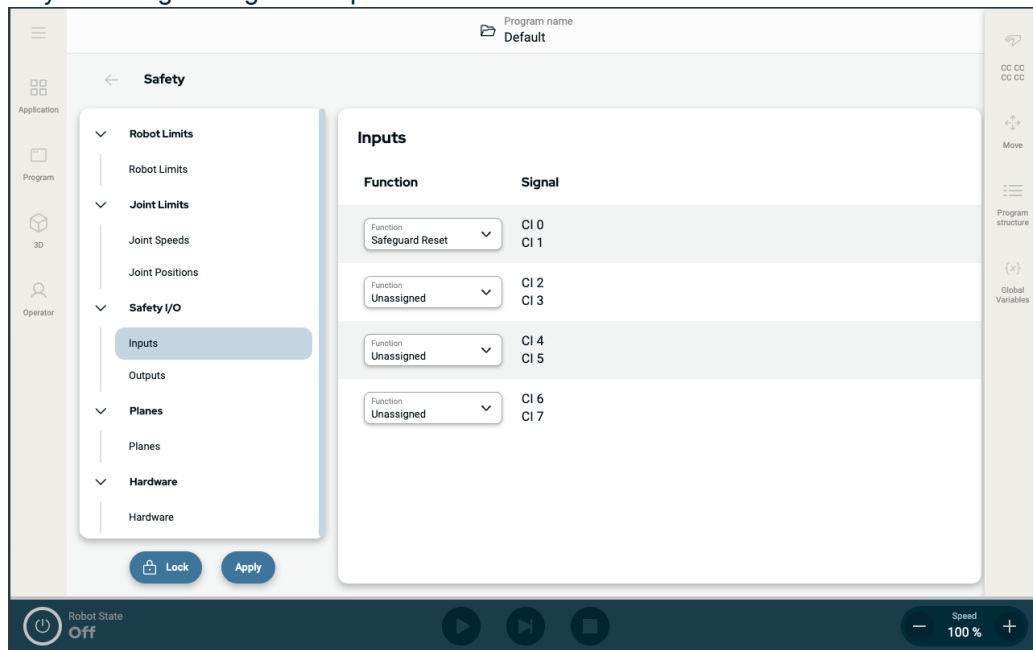 Program name
Default
Safety
Application
Program
3D
Operator
Robot Limits
Robot Limits
Joint Limits
Joint Speeds
Joint Positions
Safety I/O
Inputs
Outputs
Planes
Planes
Hardware
Hardware
Lock
Apply
Inputs
Function
Signal
Function
Safeguard Reset
CI 0
CI 1
Function
Unassigned
CI 2
CI 3
Function
Unassigned
CI 4
CI 5
Function
Unassigned
CI 6
CI 7
CC CC
CC CC
Move
Program
structure
{x}
Global
Variables
Robot State
Off
Speed
100 %